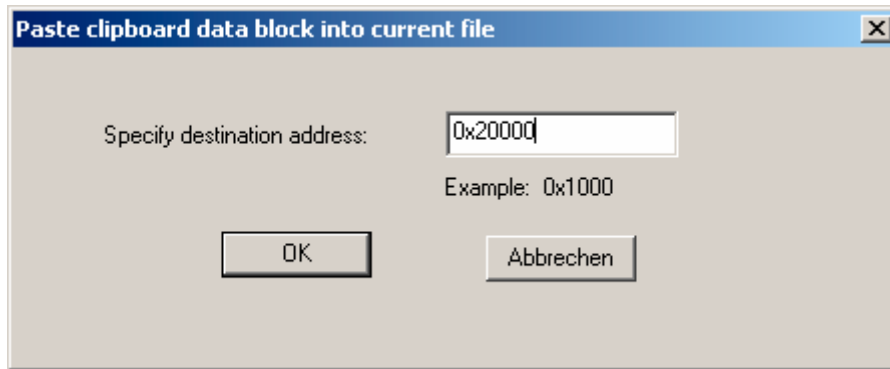 Paste clipboard data block into current file
Specify destination address: 0x20000
Example: 0x1000
OK Abbrechen